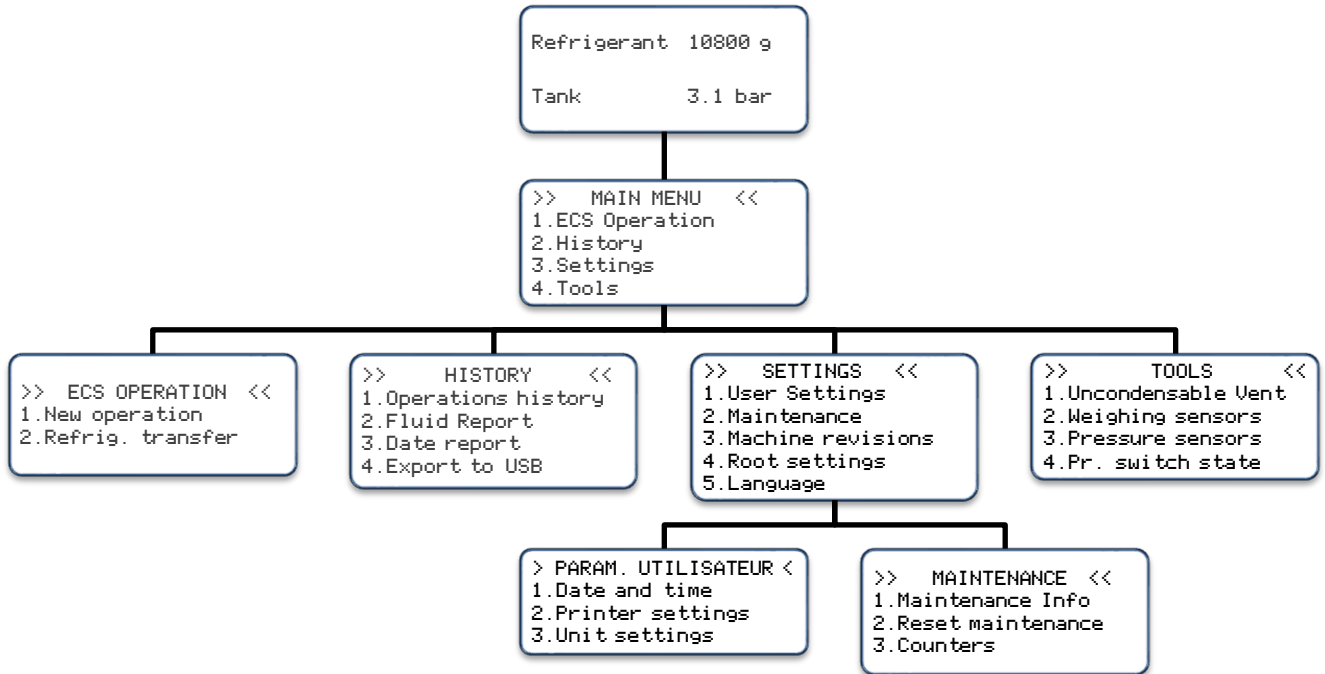 Refrigerant 10800 g
Tank 3.1 bar
>> MAIN MENU <<
1.ECS Operation
2.History
3.Settings
4.Tools
>> ECS OPERATION <<
1.New operation
2.Refrig. transfer
>> HISTORY <<
1.Operations history
2.Fluid Report
3.Date report
4.Export to USB
>> SETTINGS <<
1.User Settings
2.Maintenance
3.Machine revisions
4.Root settings
5.Language
>> TOOLS <<
1.Uncondensable Vent
2.Weighing sensors
3.Pressure sensors
4.Pr. switch state
> PARAM. UTILISATEUR <
1.Date and time
2.Printer settings
3.Unit settings
>> MAINTENANCE <<
1.Maintenance Info
2.Reset maintenance
3.Counters